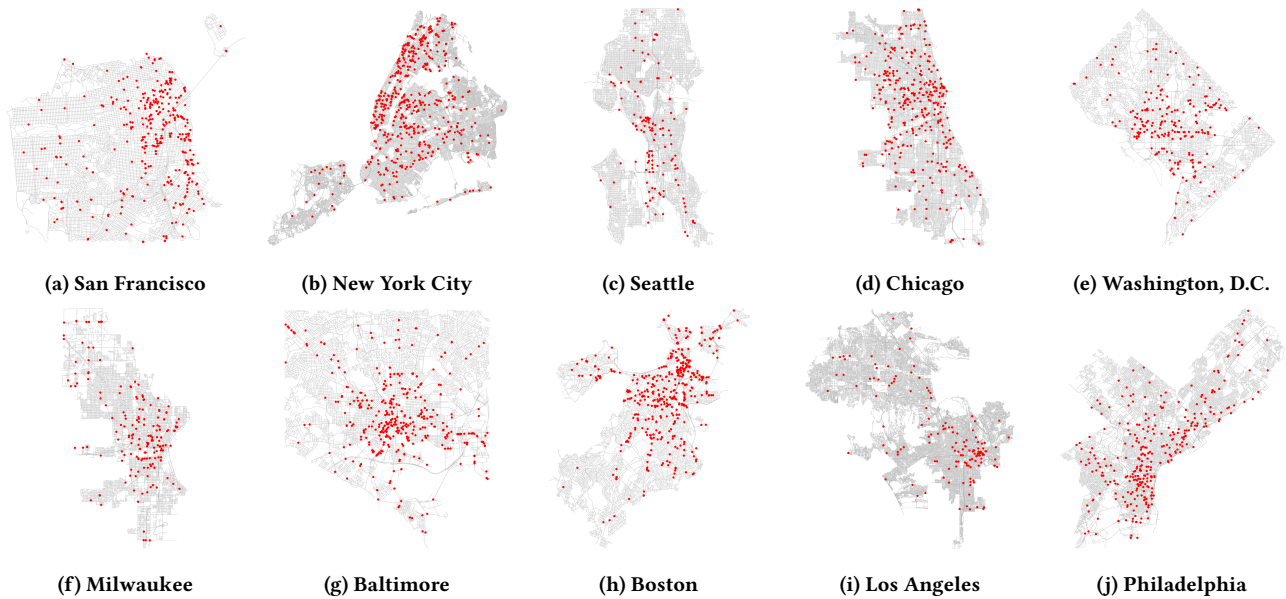 (a) San Francisco
(b) New York City
(c) Seattle
(d) Chicago
(e) Washington, D.C.
(f) Milwaukee
(g) Baltimore
(h) Boston
(i) Los Angeles
(j) Philadelphia